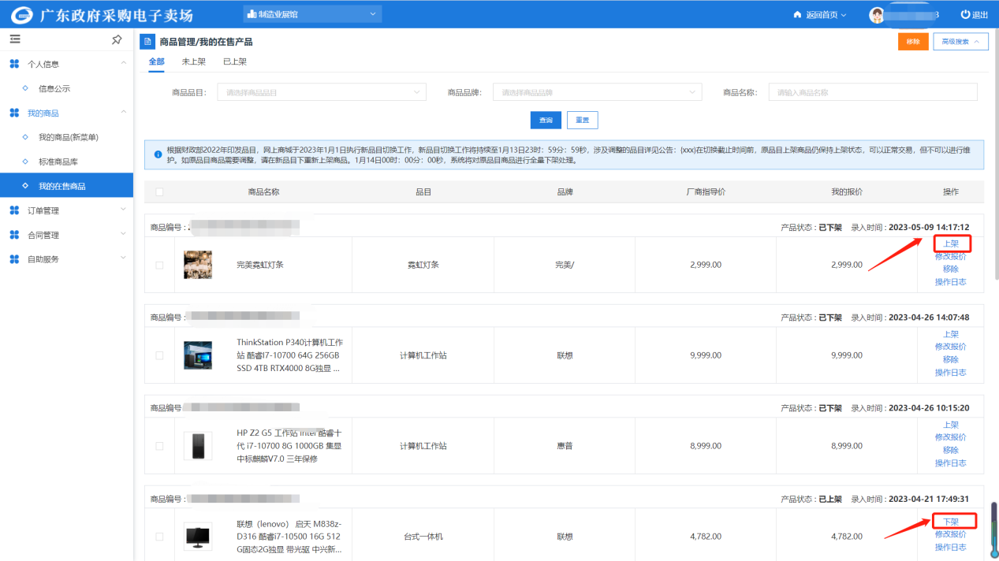 广东政府采购电子卖场
制造业展馆
返回首页
3
退出
个人信息
信息公示
我的商品
我的商品(新菜单)
标准商品库
我的在售商品
订单管理
合同管理
自助服务
商品管理/我的在售产品
移除
高级搜索
全部 未上架 已上架
商品品目: 请选择商品品目
商品品牌: 请选择商品品牌
商品名称: 请输入商品名称
查询 重置
根据财政部2022年印发品目，网上商城于2023年1月1日执行新品目切换工作，新品目切换工作将持续至1月13日23时：59分：59秒，涉及调整的品目详见公告：(xxx)在切换截止时间前，原品目上架商品仍保持上架状态，可以正常交易，但不可以进行维
护。如原品目商品需要调整，请在新品目下重新上架商品。1月14日00时：00分：00秒，系统将对原品目商品进行全量下架处理。
商品名称 品目 品牌 厂商指导价 我的报价 操作
商品编号 : 产品状态 : 已下架 录入时间 : 2023-05-09 14:17:12
完美霓虹灯条 霓虹灯条 完美/ 2,999.00 2,999.00
上架
修改报价
移除
操作日志
商品编号 : 产品状态 : 已下架 录入时间 : 2023-04-26 14:07:48
ThinkStation P340计算机工作
站 酷睿I7-10700 64G 256GB
SSD 4TB RTX4000 8G独显 ...
计算机工作站 联想 9,999.00 9,999.00
上架
修改报价
移除
操作日志
商品编号 产品状态 : 已下架 录入时间 : 2023-04-26 10:15:20
HP Z2 G5 工作站 Intel 酷睿十
代 i7-10700 8G 1000GB 集显
中标麒麟V7.0 三年保修
计算机工作站 惠普 8,999.00 8,999.00
上架
修改报价
移除
操作日志
商品编号 : 产品状态 : 已上架 录入时间 : 2023-04-21 17:49:31
联想（lenovo） 启天 M838z-
D316 酷睿i7-10500 16G 512
G固态2G独显 带光驱 中兴新...
台式一体机 联想 4,782.00 4,782.00
下架
修改报价
操作日志